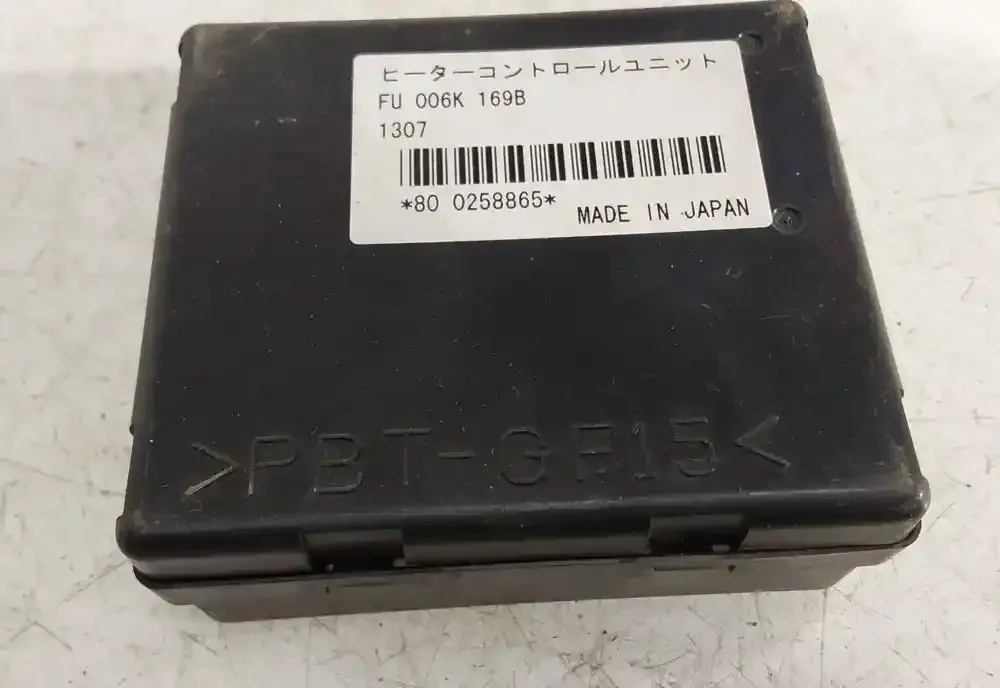 ヒーターコントロールユニット
FU 006K 169B
1307
*80 0258865*
MADE IN JAPAN
>PBT-GF15<